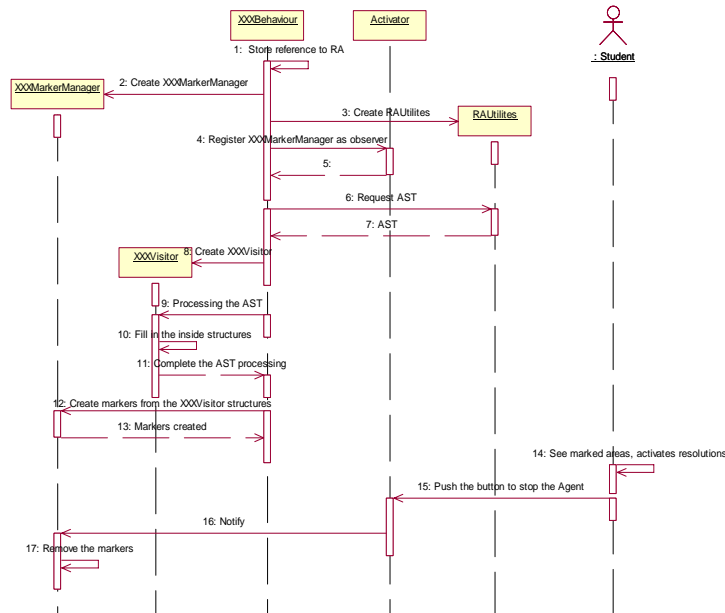 XXXBehaviour
Activator
: Student
1: Store reference to RA
XXXMarkerManager
2: Create XXXMarkerManager
3: Create RAUtilites
RAUtilites
4: Register XXXMarkerManager as observer
5:
6: Request AST
7: AST
8: Create XXXVisitor
XXXVisitor
9: Processing the AST
10: Fill in the inside structures
11: Complete the AST processing
12: Create markers from the XXXVisitor structures
13: Markers created
14: See marked areas, activates resolutions
15: Push the button to stop the Agent
16: Notify
17: Remove the markers